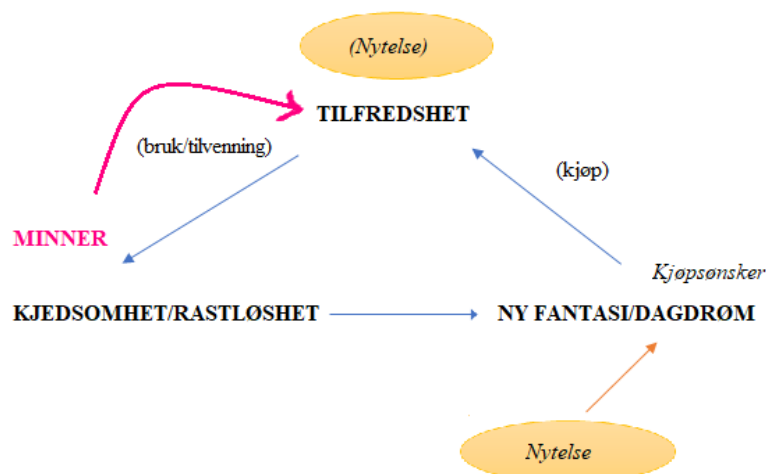 (Nytelse)
TILFREDSHET
(bruk/tilvenning)
(kjøp)
MINNER
Kjøpsønsker
KJEDSOMHET/RASTLØSHET
NY FANTASI/DAGDRØM
Nytelse